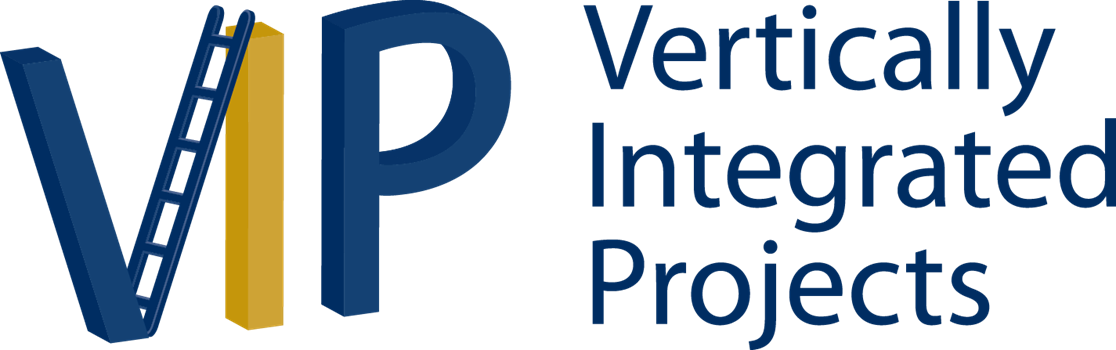 VIP
Vertically
Integrated
Projects